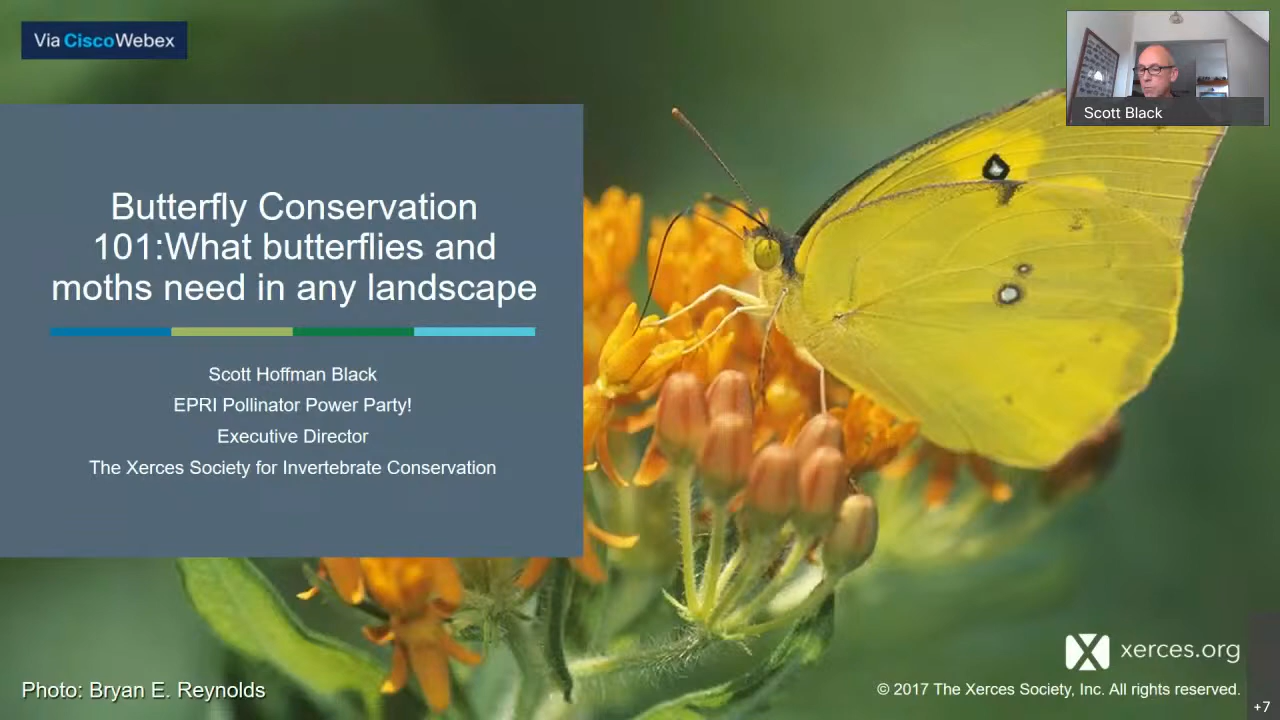 Via CiscoWebex
Scott Black
Butterfly Conservation
101:What butterflies and
moths need in any landscape
Scott Hoffman Black
EPRI Pollinator Power Party!
Executive Director
The Xerces Society for Invertebrate Conservation
xerces.org
Photo: Bryan E. Reynolds
© 2017 The Xerces Society, Inc. All rights reserved.
+7